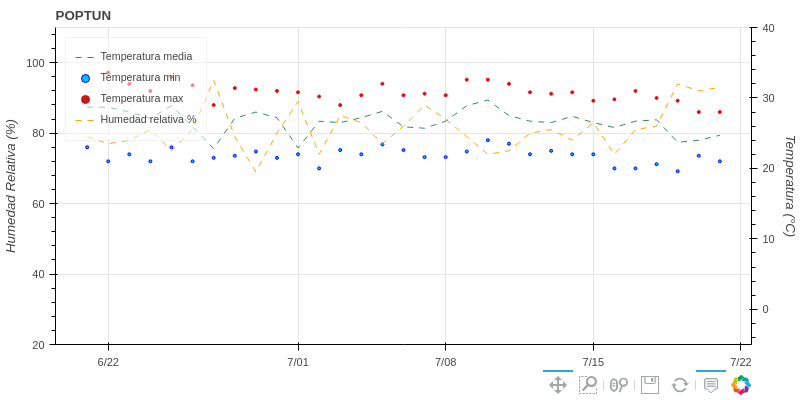 POPTUN
Temperatura media
Temperatura min
Temperatura max
Humedad relativa %
Humedad Relativa (%)
100
80
60
40
20
Temperatura (°C)
40
30
20
10
0
6/22
7/01
7/08
7/15
7/22